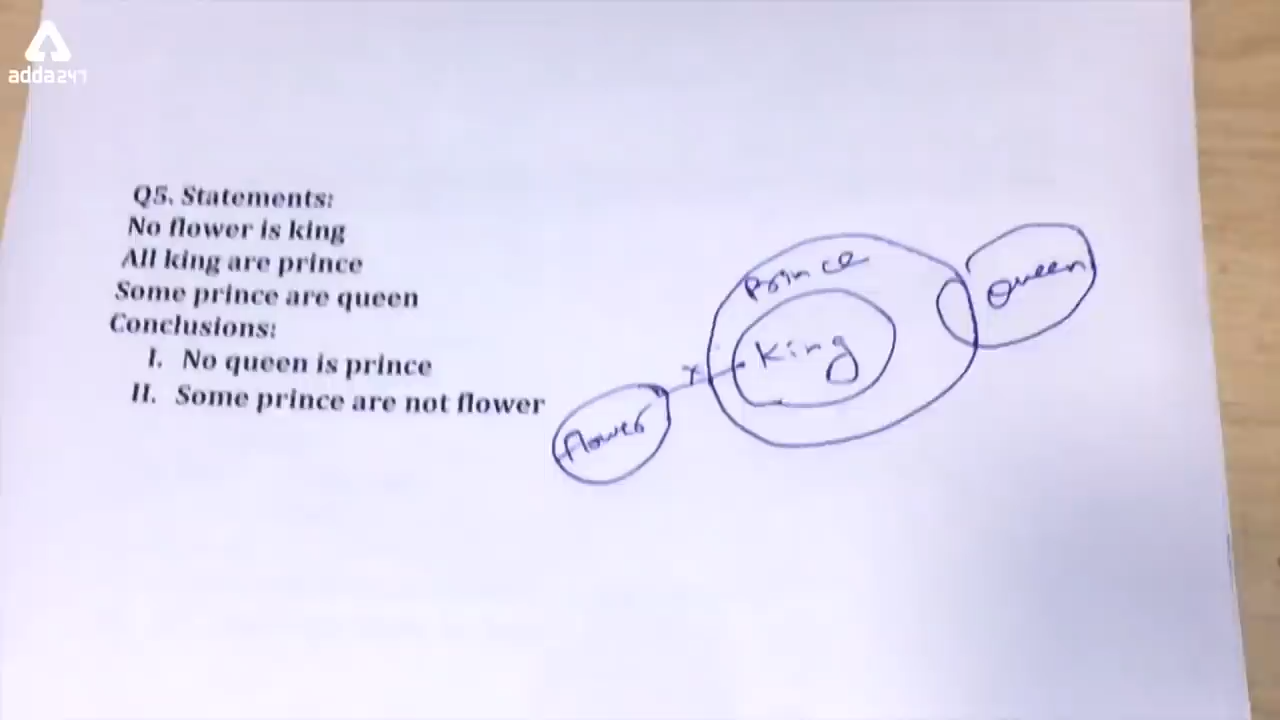 adda247
Q5. Statements:
No flower is king
All king are prince
Some prince are queen
Conclusions:
I. No queen is prince
II. Some prince are not flower
Prince
King
Queen
flower
x